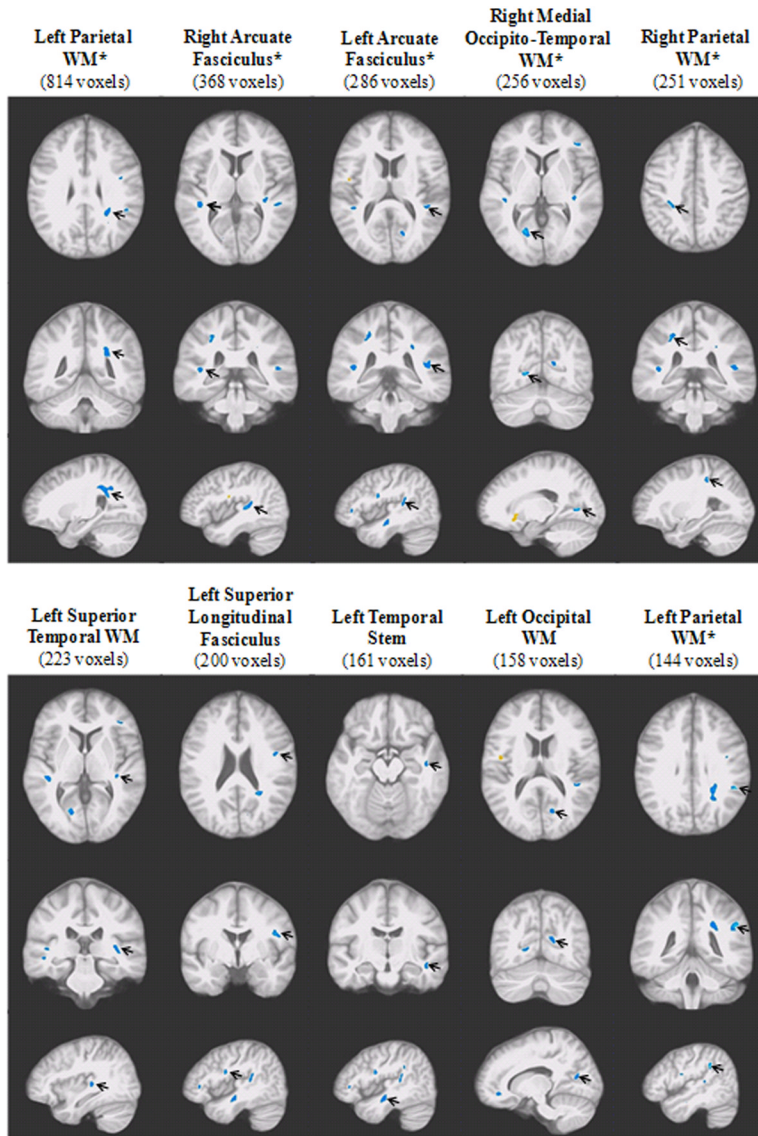 Left Parietal
WM*
(814 voxels)
Right Arcuate
Fasciculus*
(368 voxels)
Left Arcuate
Fasciculus*
(286 voxels)
Right Medial
Occipito-Temporal
WM*
(256 voxels)
Right Parietal
WM*
(251 voxels)
Left Superior
Temporal WM
(223 voxels)
Left Superior
Longitudinal
Fasciculus
(200 voxels)
Left Temporal
Stem
(161 voxels)
Left Occipital
WM
(158 voxels)
Left Parietal
WM*
(144 voxels)